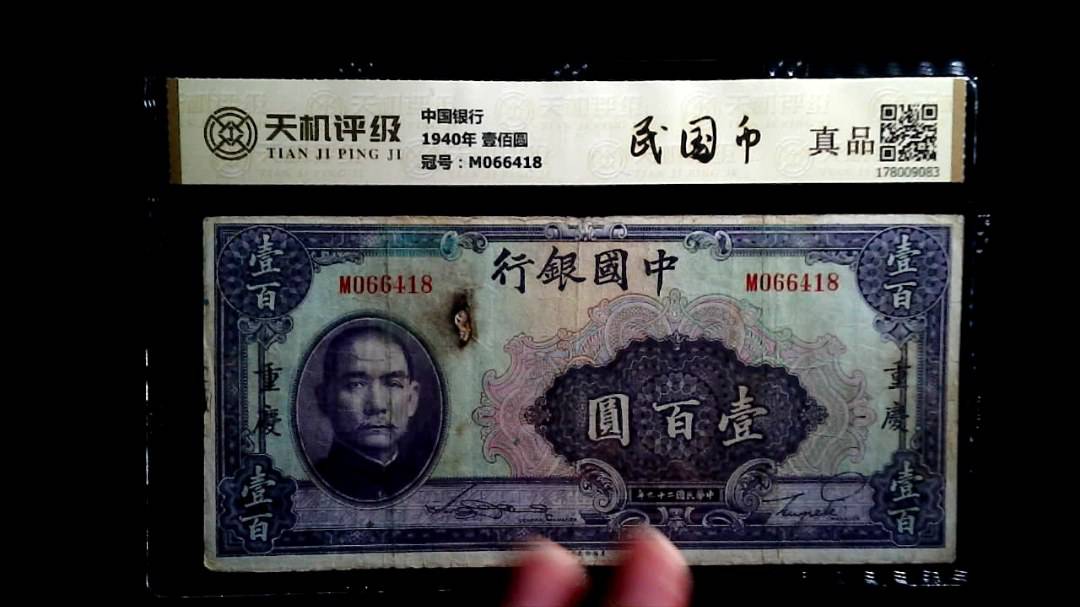 天机评级
TIAN JI PING JI
中国银行
1940年 壹佰圆
冠号：M066418
民国币
真品
178009083
壹百
壹百
行銀國中
M066418
M066418
重慶
重慶
圓百壹
年九十二國民華中
壹百
壹百